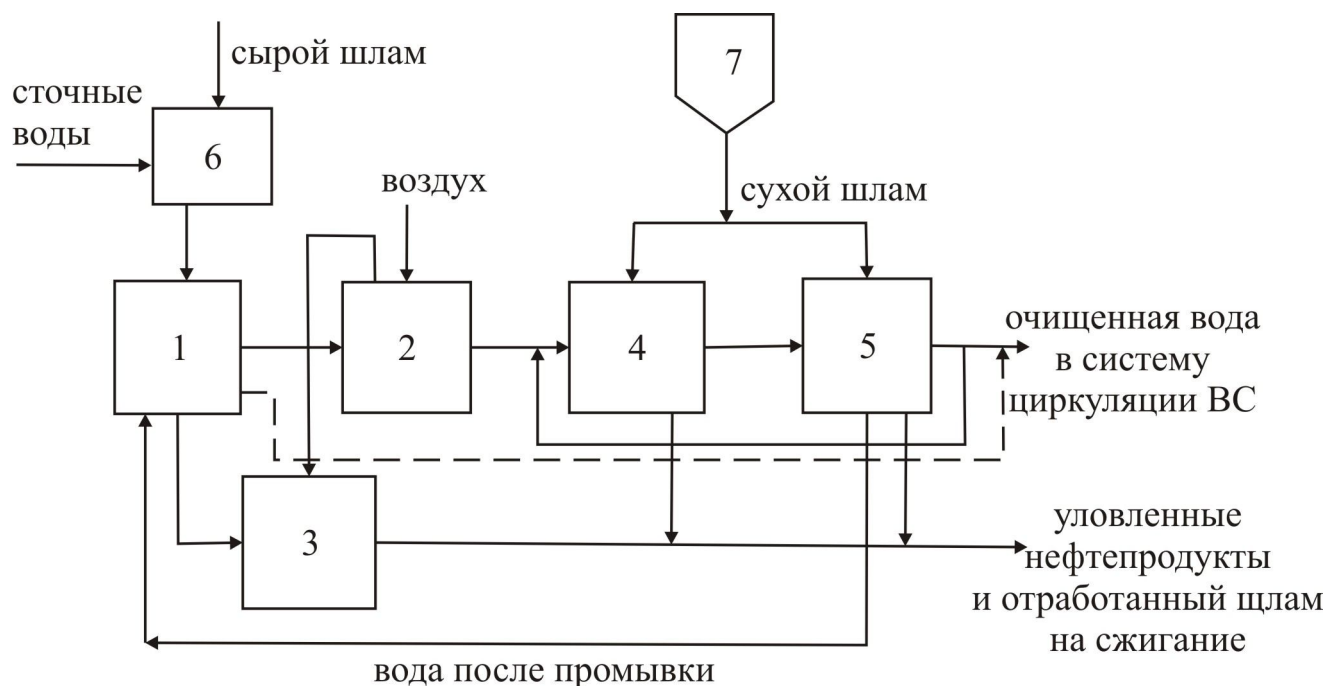 сырой шлам
7
сточные
воды
6
воздух
сухой шлам
1
2
4
5
очищенная вода
в систему
циркуляции ВС
3
уловленные
нефтепродукты
и отработанный щлам
на сжигание
вода после промывки